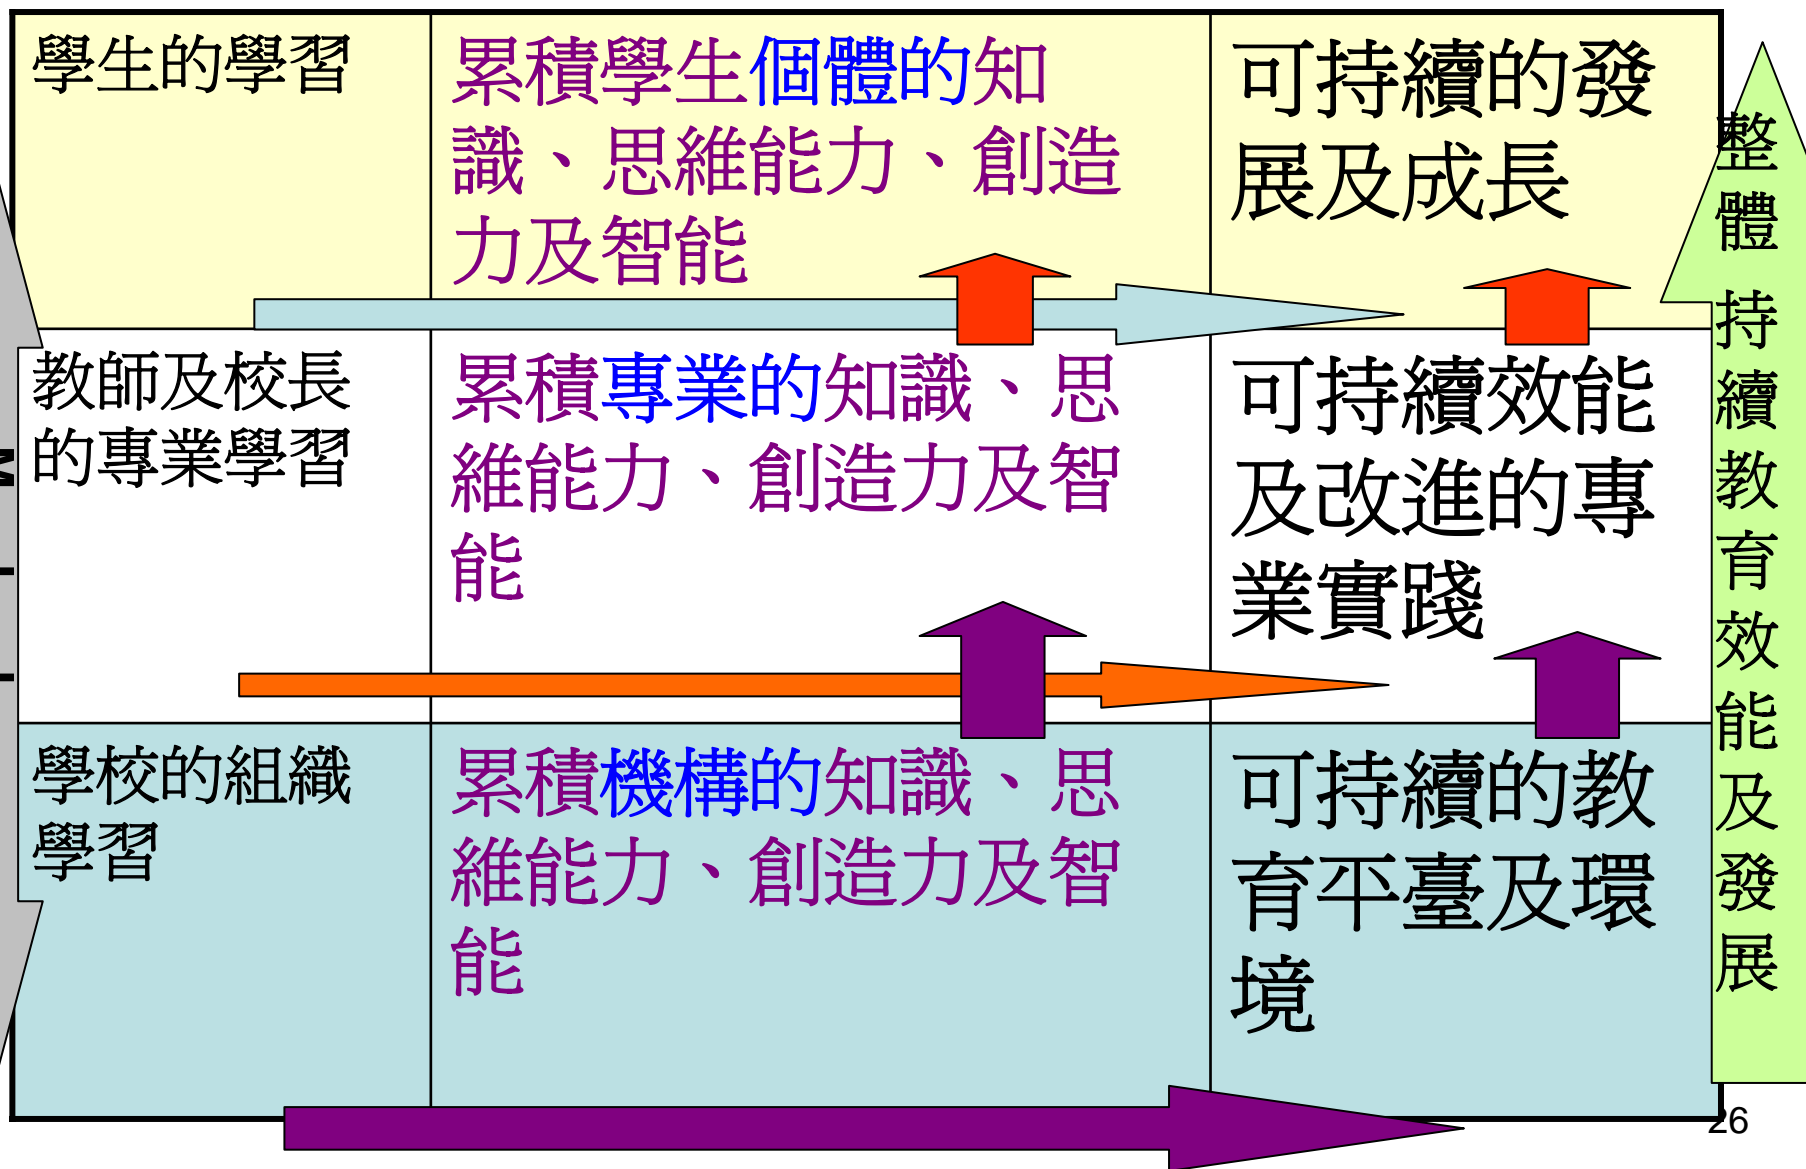 學生的學習
累積學生個體的知
識、思維能力、創造
力及智能
可持續的發
展及成長
教師及校長
的專業學習
累積專業的知識、思
維能力、創造力及智
能
可持續效能
及改進的專
業實踐
學校的組織
學習
累積機構的知識、思
維能力、創造力及智
能
可持續的教
育平臺及環
境
整體持續教育效能及發展
26